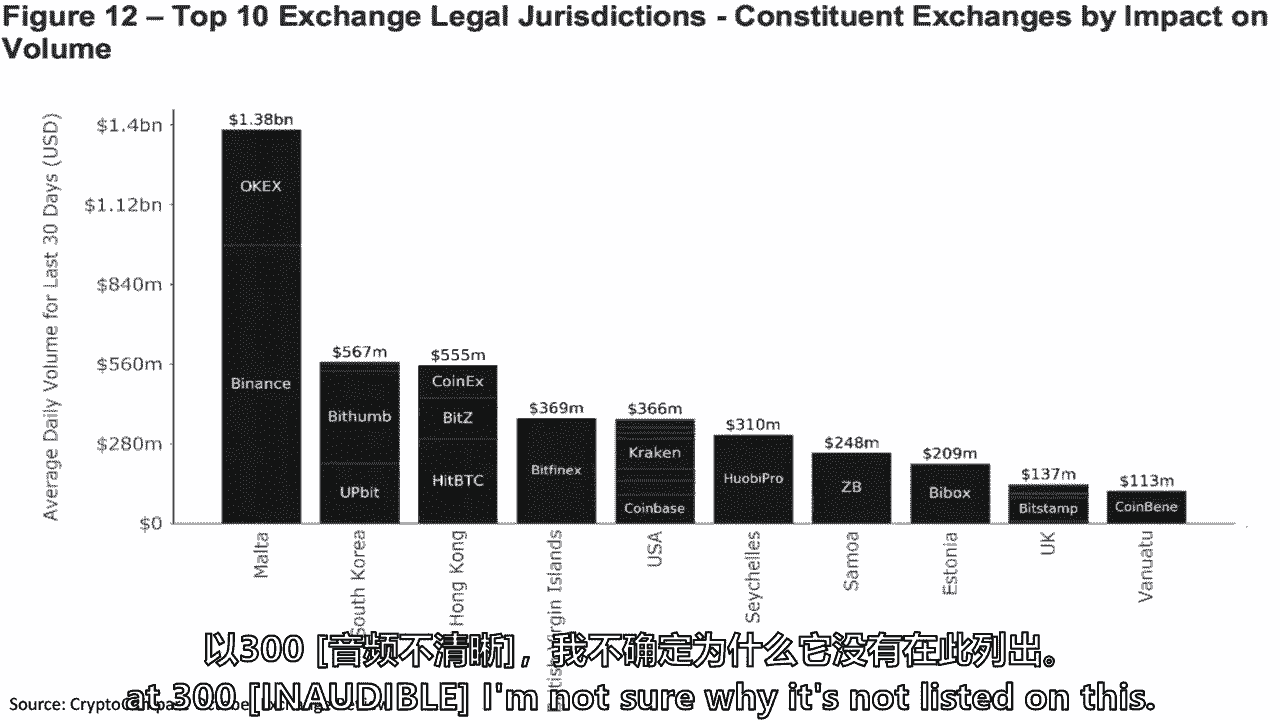 Figure 12 – Top 10 Exchange Legal Jurisdictions - Constituent Exchanges by Impact on
Volume
Average Daily Volume for Last 30 Days (USD)
$1.4bn
$1.12bn
$840m
$560m
$280m
$0
$1.38bn
OKEX
Binance
$567m
Bithumb
UPbit
$555m
CoinEx
BitZ
HitBTC
$369m
Bitfinex
$366m
Kraken
Coinbase
$310m
HuobiPro
$248m
ZB
$209m
Bibox
$137m
Bitstamp
$113m
CoinBene
Malta
South Korea
Hong Kong
British Virgin Islands
USA
Seychelles
Samoa
Estonia
UK
Vanuatu
以300 [音频不清晰]，我不确定为什么它没有在此列出。
at 300 [INAUDIBLE] I'm not sure why it's not listed on this.
Source: